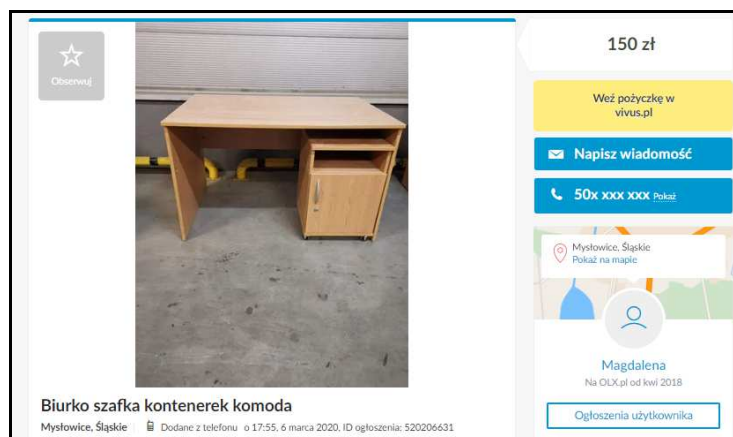 Obserwuj
150 zł
Weź pożyczkę w
vivus.pl
Napisz wiadomość
50x xxx xxx Pokaż
Mysłowice, Śląskie
Pokaż na mapie
Magdalena
Na OLX.pl od kwi 2018
Ogłoszenia użytkownika
Biurko szafka kontenerek komoda
Mysłowice, Śląskie Dodane z telefonu o 17:55, 6 marca 2020, ID ogłoszenia: 520206631